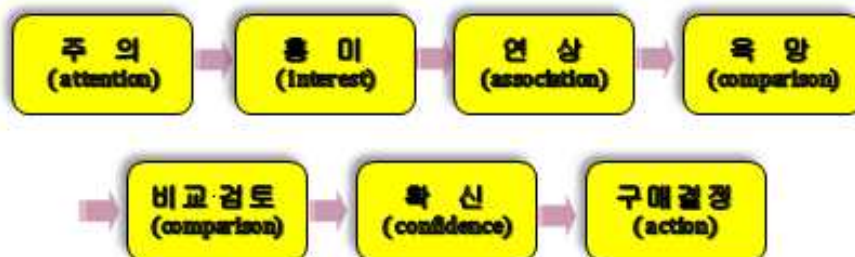 주 의
(attention)
흥 미
(interest)
연 상
(association)
욕 망
(comparison)
비교·검토
(comparison)
확 신
(confidence)
구매결정
(action)